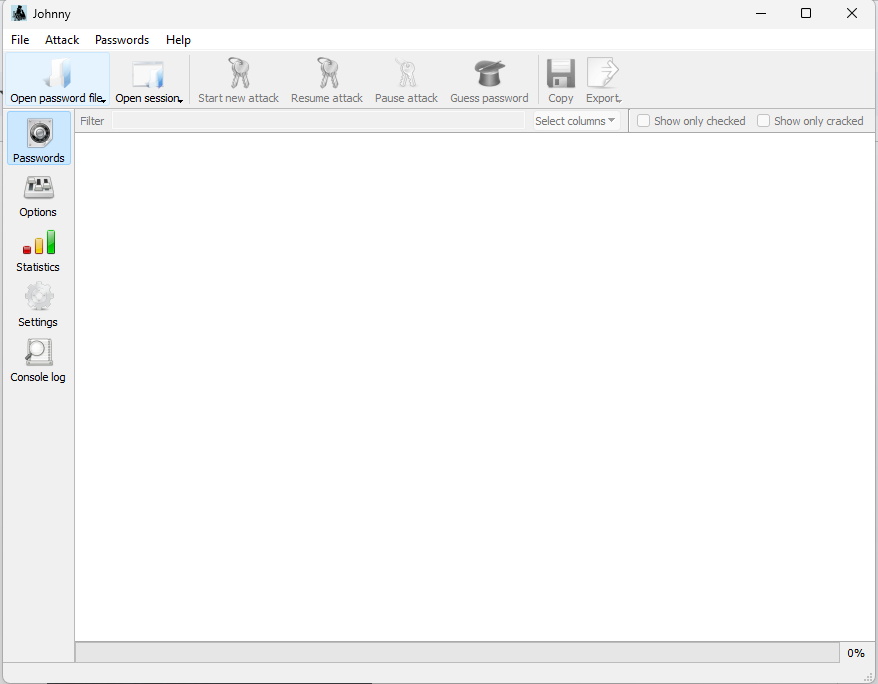 Johnny
File Attack Passwords Help
Open password file Open session Start new attack Resume attack Pause attack Guess password Copy Export
Filter Select columns Show only checked Show only cracked
Passwords
Options
Statistics
Settings
Console log
0%